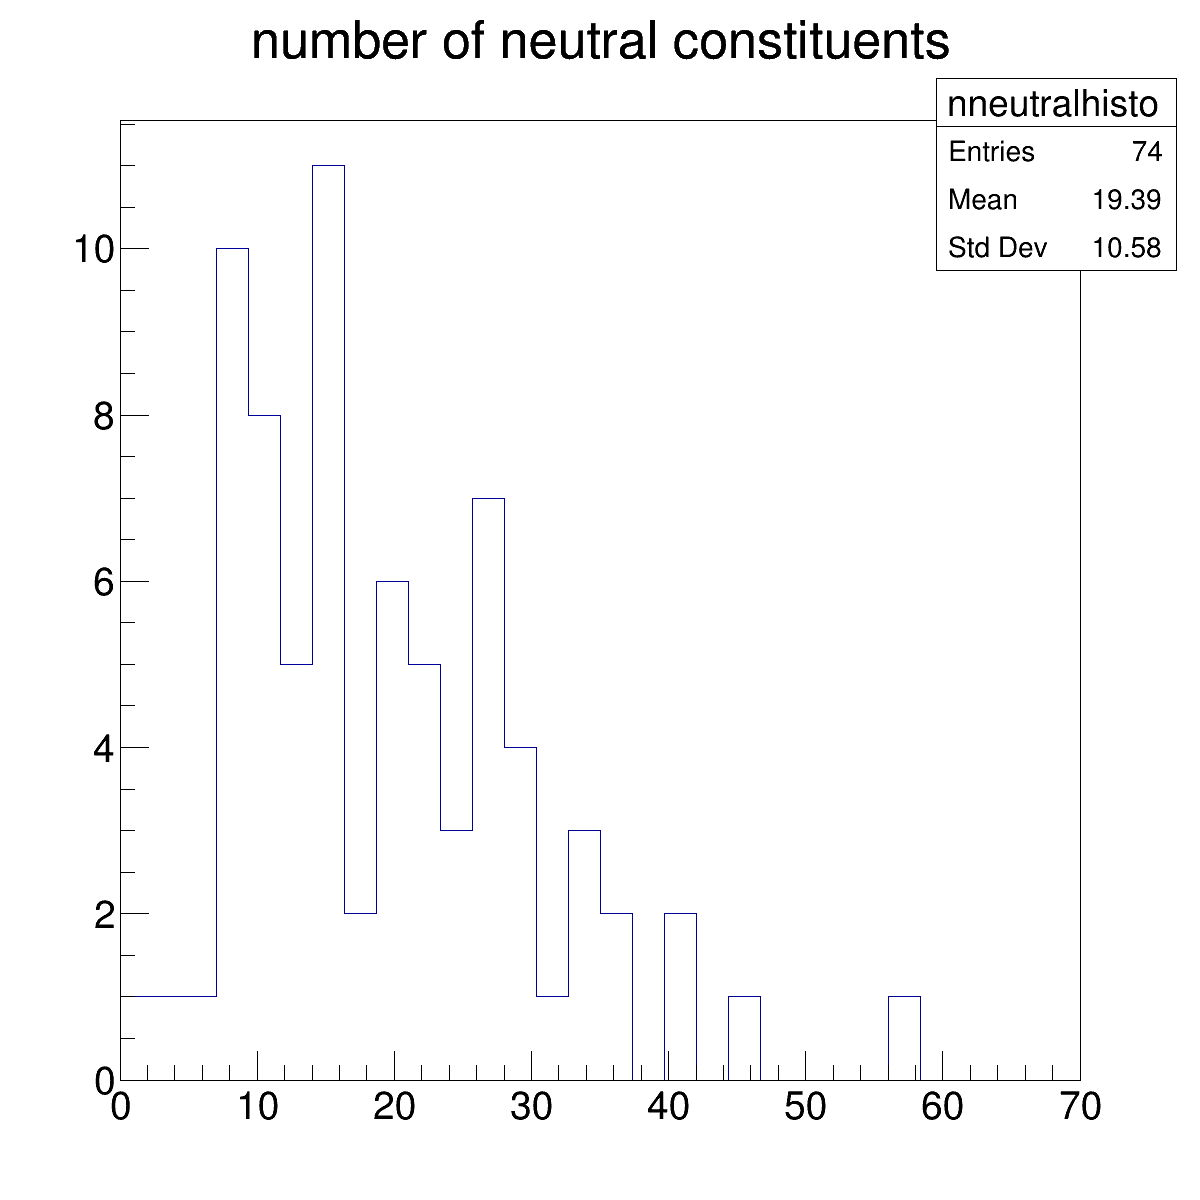 number of neutral constituents
nneutralhisto
Entries 74
Mean 19.39
Std Dev 10.58
10
8
6
4
2
0
0 10 20 30 40 50 60 70